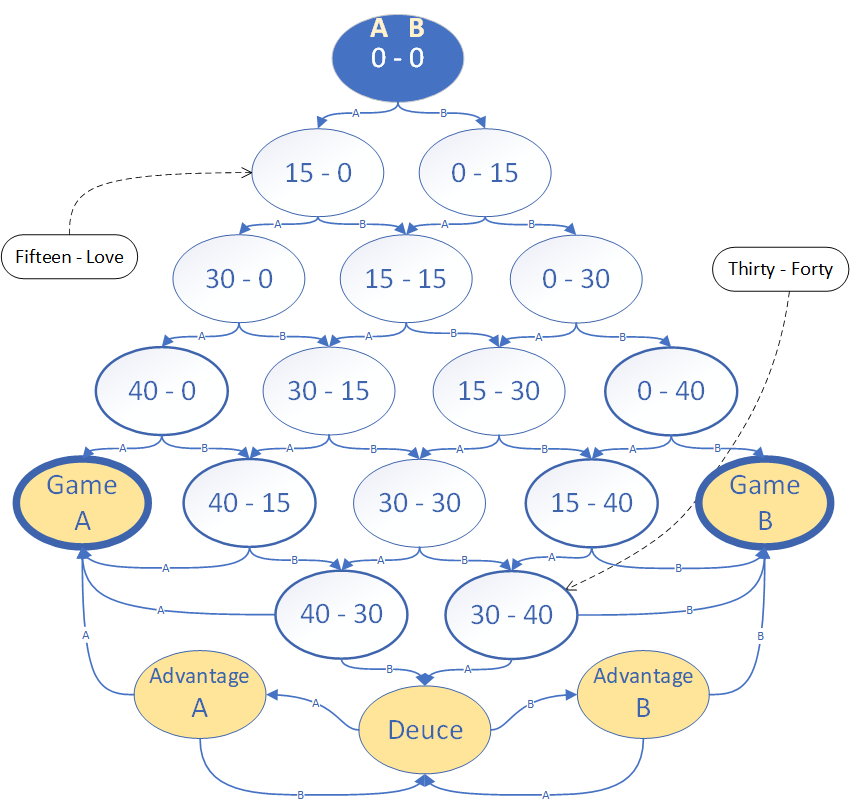 A B
0 - 0
A B
15 - 0 0 - 15
A B A B
Fifteen - Love
30 - 0 15 - 15 0 - 30
Thirty - Forty
A B A B A B
40 - 0 30 - 15 15 - 30 0 - 40
A B A B A B A B
Game
A
40 - 15 30 - 30 15 - 40
Game
B
A B A B A B
40 - 30 30 - 40
A B
B A
A B
Advantage
A
Advantage
B
A B
Deuce
B A